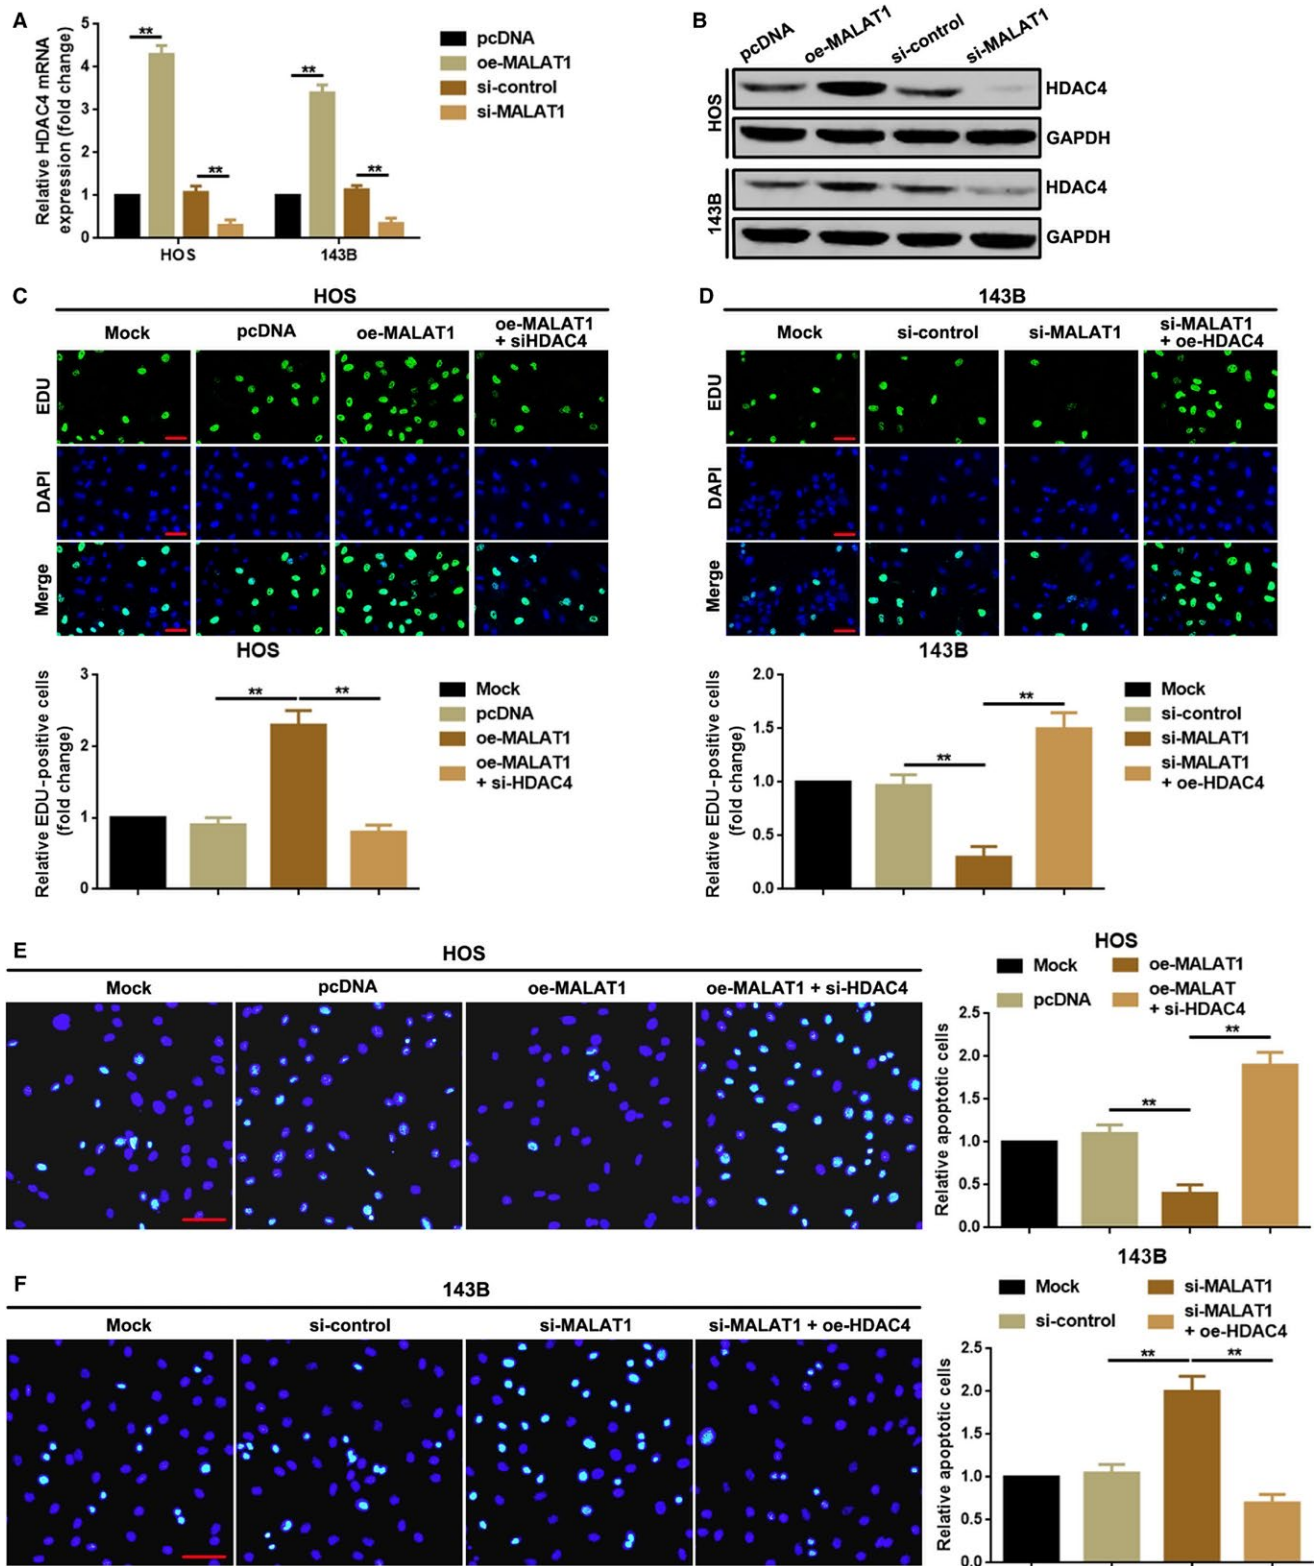 A
Relative HDAC4 mRNA
expression (fold change)
5
4
3
2
1
0
**
**
**
**
HOS
143B
pcDNA
oe-MALAT1
si-control
si-MALAT1
B
pcDNA
oe-MALAT1
si-control
si-MALAT1
HOS
HDAC4
GAPDH
143B
HDAC4
GAPDH
C
HOS
Mock
pcDNA
oe-MALAT1
oe-MALAT1
+ siHDAC4
EDU
DAPI
Merge
HOS
Relative EDU-positive cells
(fold change)
3
2
1
0
**
**
Mock
pcDNA
oe-MALAT1
oe-MALAT1
+ si-HDAC4
D
143B
Mock
si-control
si-MALAT1
si-MALAT1
+ oe-HDAC4
EDU
DAPI
Merge
143B
Relative EDU-positive cells
(fold change)
2.0
1.5
1.0
0.5
0.0
**
**
Mock
si-control
si-MALAT1
si-MALAT1
+ oe-HDAC4
E
HOS
Mock
pcDNA
oe-MALAT1
oe-MALAT1 + si-HDAC4
HOS
Mock
oe-MALAT1
pcDNA
oe-MALAT
+ si-HDAC4
Relative apoptotic cells
2.5
2.0
1.5
1.0
0.5
0.0
**
**
F
143B
Mock
si-control
si-MALAT1
si-MALAT1 + oe-HDAC4
143B
Mock
si-MALAT1
si-control
si-MALAT1
+ oe-HDAC4
Relative apoptotic cells
2.5
2.0
1.5
1.0
0.5
0.0
**
**